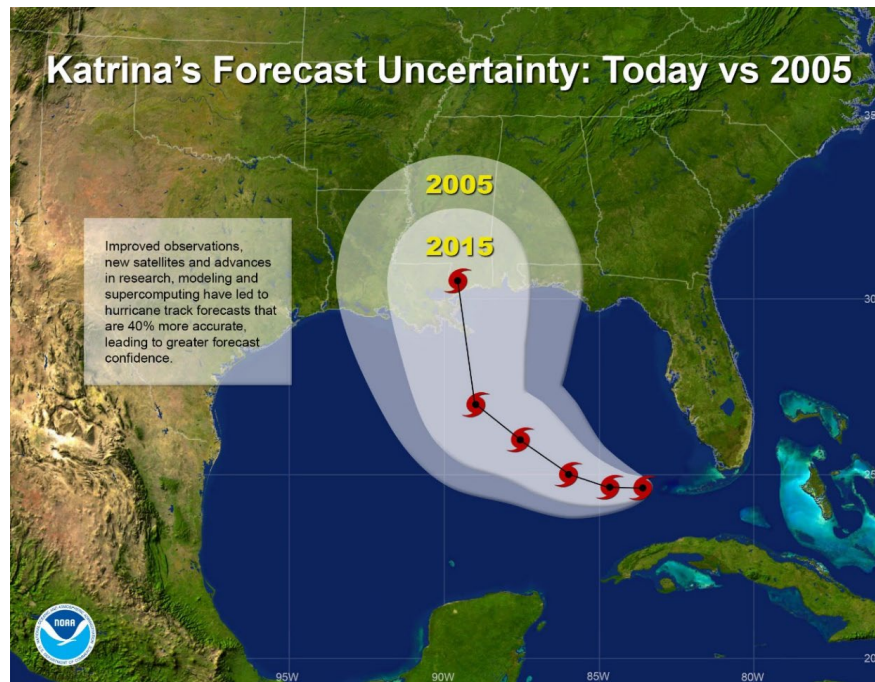 Katrina's Forecast Uncertainty: Today vs 2005
35
2005
2015
Improved observations,
new satellites and advances
in research, modeling and
supercomputing have led to
hurricane track forecasts that
are 40% more accurate,
leading to greater forecast
confidence.
30
25
NOAA
20
95W
90W
85W
80W